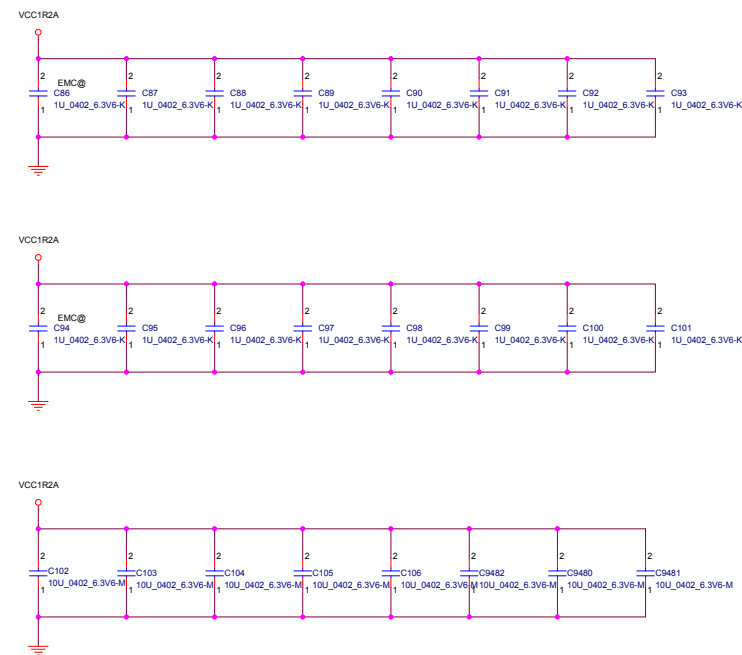 VCC1R2A
2 2 2 2 2 2 2 2
EMC@
C86 C87 C88 C89 C90 C91 C92 C93
1U_0402_6.3V6-K 1U_0402_6.3V6-K 1U_0402_6.3V6-K 1U_0402_6.3V6-K 1U_0402_6.3V6-K 1U_0402_6.3V6-K 1U_0402_6.3V6-K 1U_0402_6.3V6-K
1 1 1 1 1 1 1 1
VCC1R2A
2 2 2 2 2 2 2 2
EMC@
C94 C95 C96 C97 C98 C99 C100 C101
1U_0402_6.3V6-K 1U_0402_6.3V6-K 1U_0402_6.3V6-K 1U_0402_6.3V6-K 1U_0402_6.3V6-K 1U_0402_6.3V6-K 1U_0402_6.3V6-K 1U_0402_6.3V6-K
1 1 1 1 1 1 1 1
VCC1R2A
2 2 2 2 2 2 2 2
C102 C103 C104 C105 C106 C9482 C9480 C9481
10U_0402_6.3V6-M 10U_0402_6.3V6-M 10U_0402_6.3V6-M 10U_0402_6.3V6-M 10U_0402_6.3V6-M 10U_0402_6.3V6-M 10U_0402_6.3V6-M 10U_0402_6.3V6-M
1 1 1 1 1 1 1 1